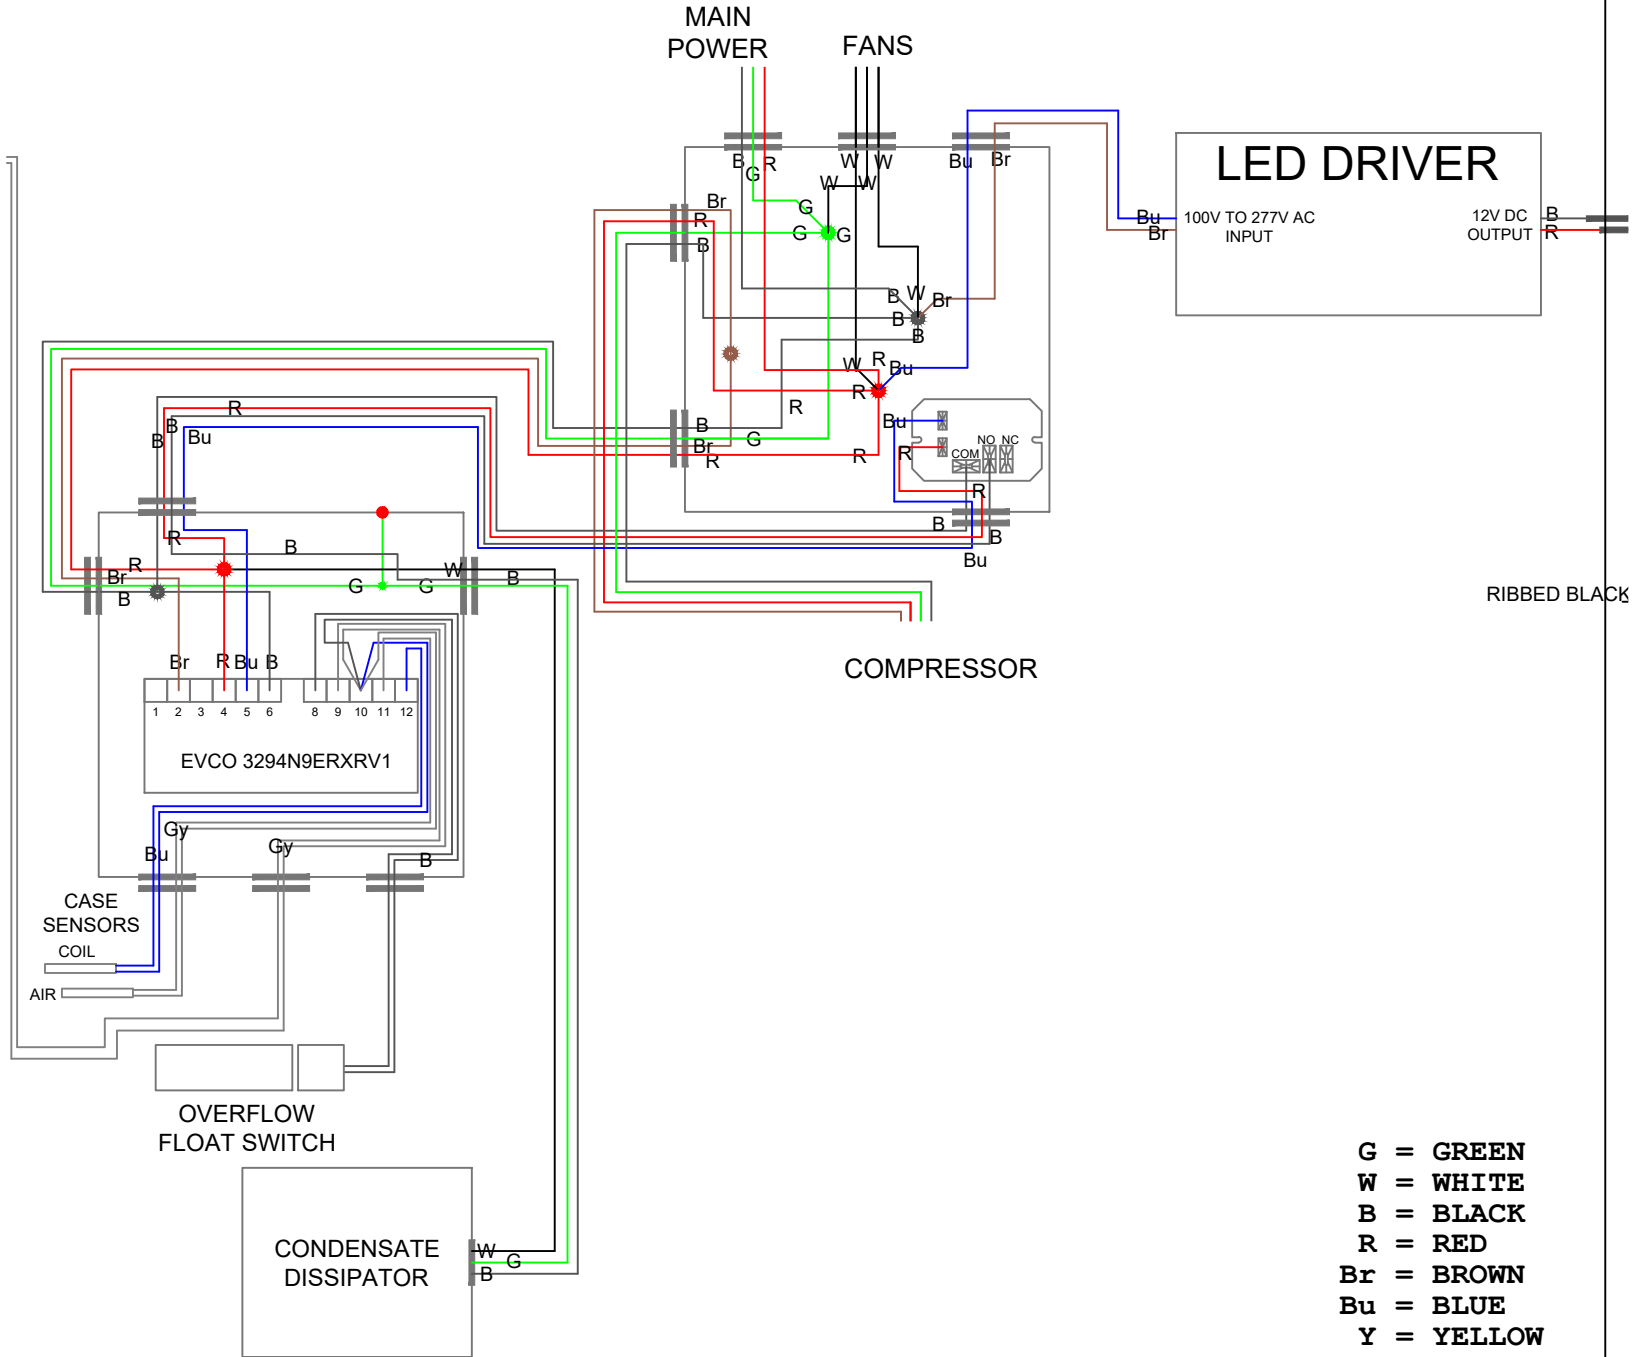 MAIN
POWER
FANS
B
G
R
W
W
W
W
Bu
Br
LED DRIVER
Bu
Br
100V TO 277V AC
INPUT
12V DC
OUTPUT
B
R
Br
R
B
G
G
G
B
W
Br
B
B
W
R
Bu
R
R
B
Br
R
G
R
Bu
R
COM
NO
NC
R
B
B
Bu
R
B
B
Bu
R
B
R
Br
B
G
G
W
B
RIBBED BLACK
COMPRESSOR
Br
R
Bu
B
1
2
3
4
5
6
8
9
10
11
12
EVCO 3294N9ERXRV1
Gy
Bu
Gy
B
CASE
SENSORS
COIL
AIR
OVERFLOW
FLOAT SWITCH
CONDENSATE
DISSIPATOR
W
G
B
G = GREEN
W = WHITE
B = BLACK
R = RED
Br = BROWN
Bu = BLUE
Y = YELLOW